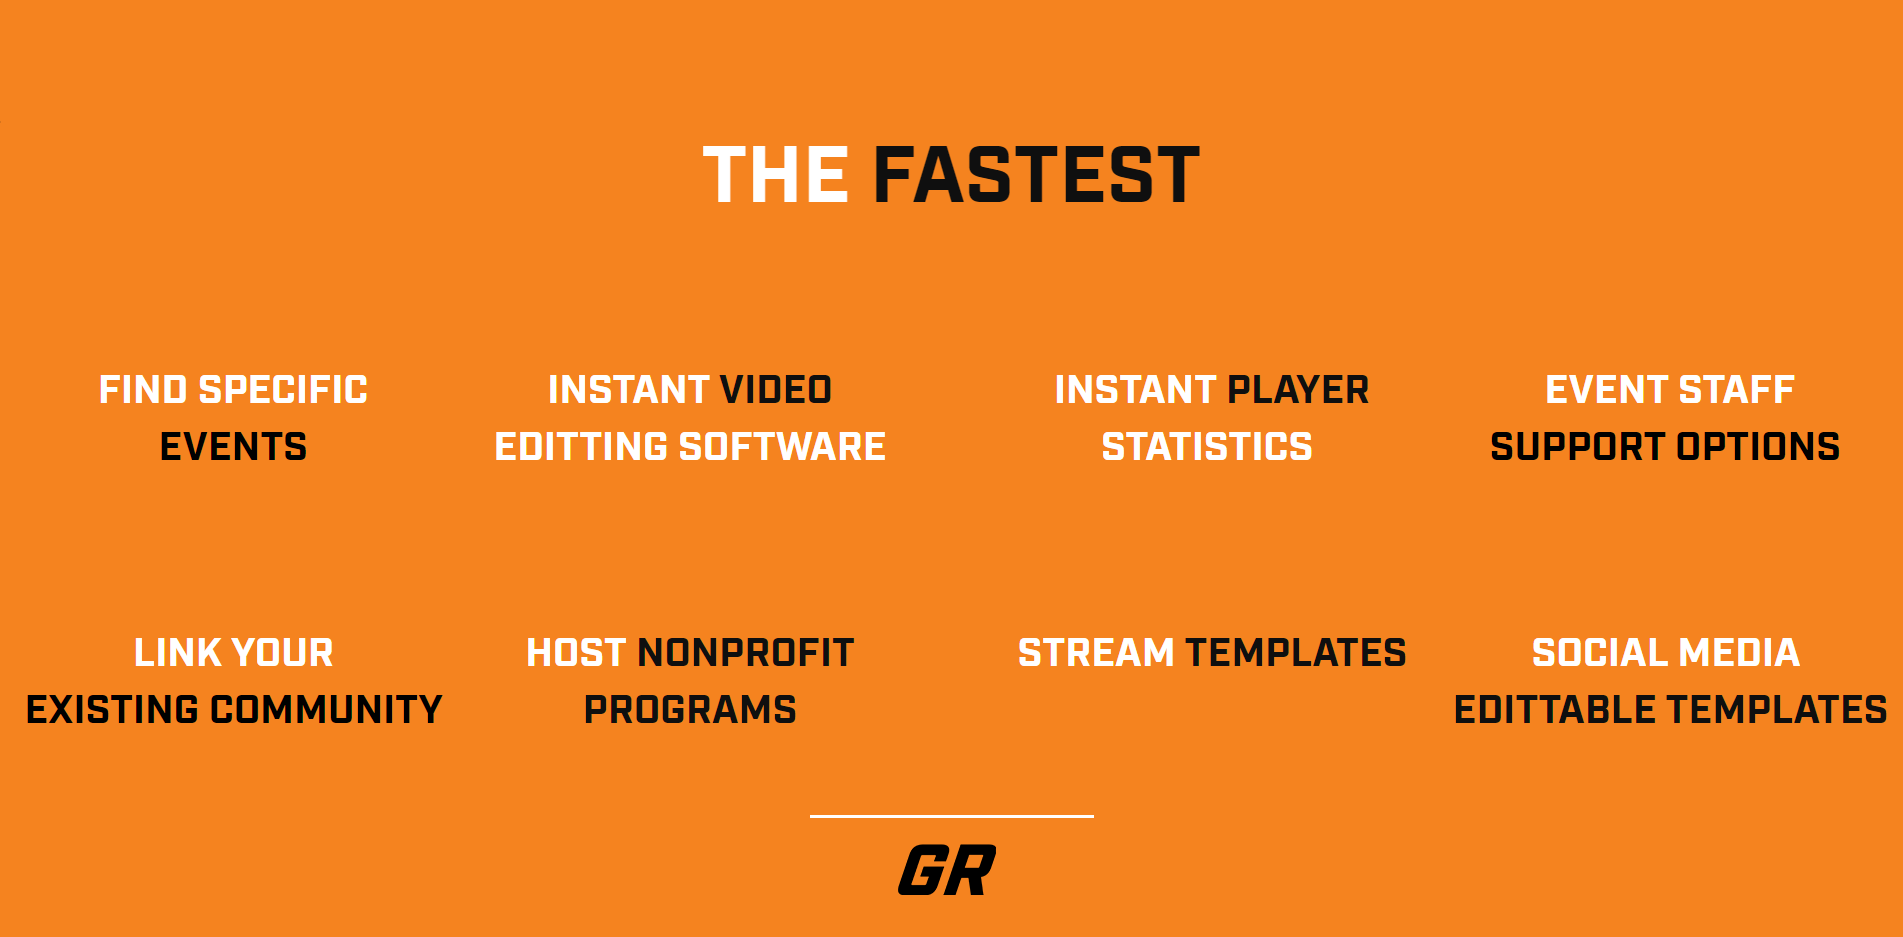 THE FASTEST
FIND SPECIFIC
EVENTS
INSTANT VIDEO
EDITTING SOFTWARE
INSTANT PLAYER
STATISTICS
EVENT STAFF
SUPPORT OPTIONS
LINK YOUR
EXISTING COMMUNITY
HOST NONPROFIT
PROGRAMS
STREAM TEMPLATES
SOCIAL MEDIA
EDITTABLE TEMPLATES
GR